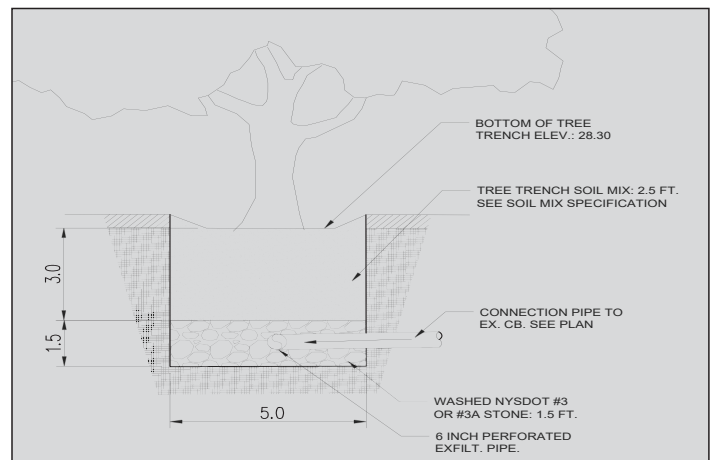 BOTTOM OF TREE
TRENCH ELEV.: 28.30
TREE TRENCH SOIL MIX: 2.5 FT.
SEE SOIL MIX SPECIFICATION
3.0
CONNECTION PIPE TO
EX. CB. SEE PLAN
1.5
WASHED NYSDOT #3
OR #3A STONE: 1.5 FT.
5.0
6 INCH PERFORATED
EXFILT. PIPE.